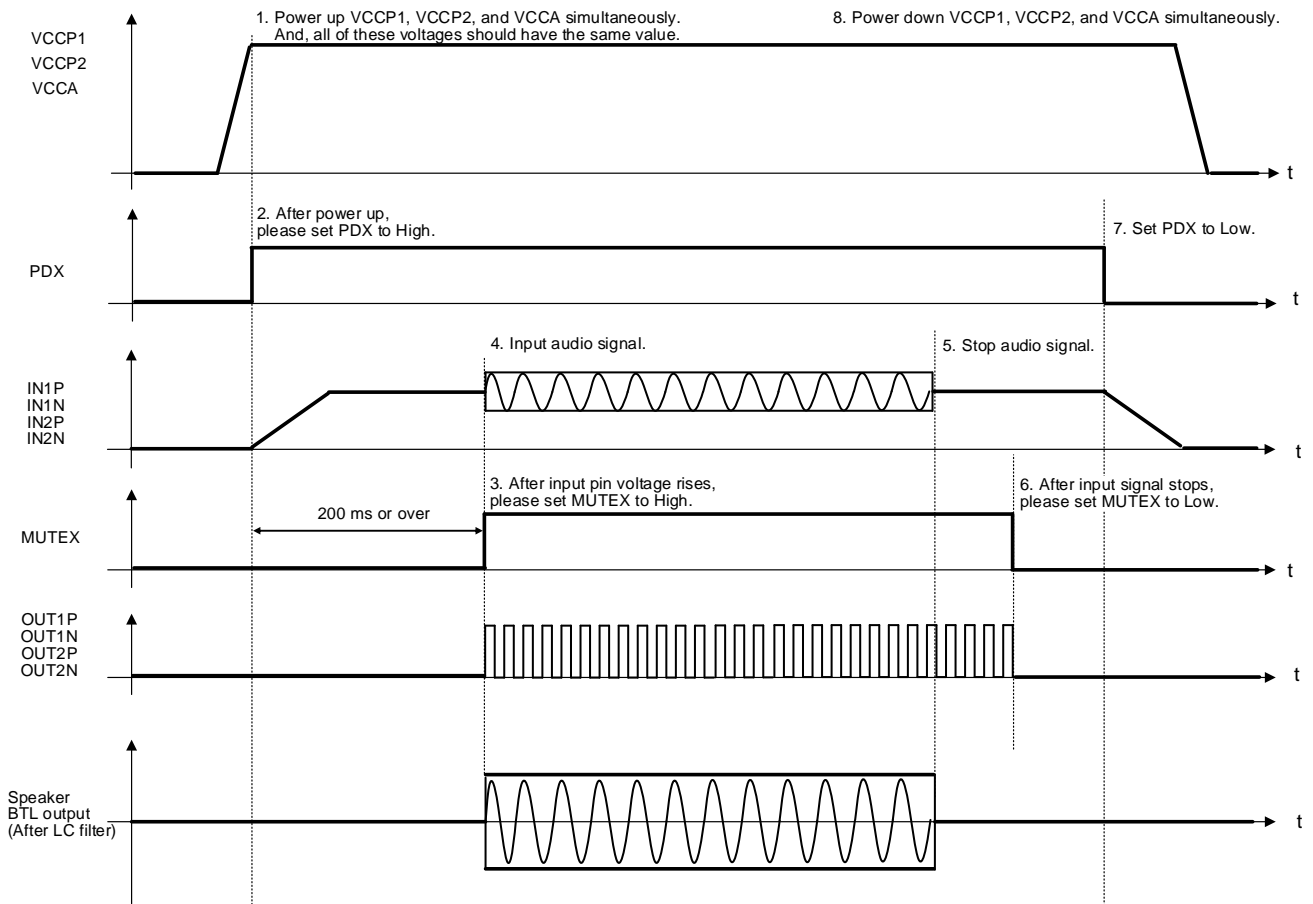 1. Power up VCCP1, VCCP2, and VCCA simultaneously.
And, all of these voltages should have the same value.
8. Power down VCCP1, VCCP2, and VCCA simultaneously.
VCCP1
VCCP2
VCCA
t
2. After power up,
please set PDX to High.
7. Set PDX to Low.
PDX
t
4. Input audio signal.
5. Stop audio signal.
IN1P
IN1N
IN2P
IN2N
t
3. After input pin voltage rises,
please set MUTEX to High.
6. After input signal stops,
please set MUTEX to Low.
200 ms or over
MUTEX
t
OUT1P
OUT1N
OUT2P
OUT2N
t
Speaker
BTL output
(After LC filter)
t